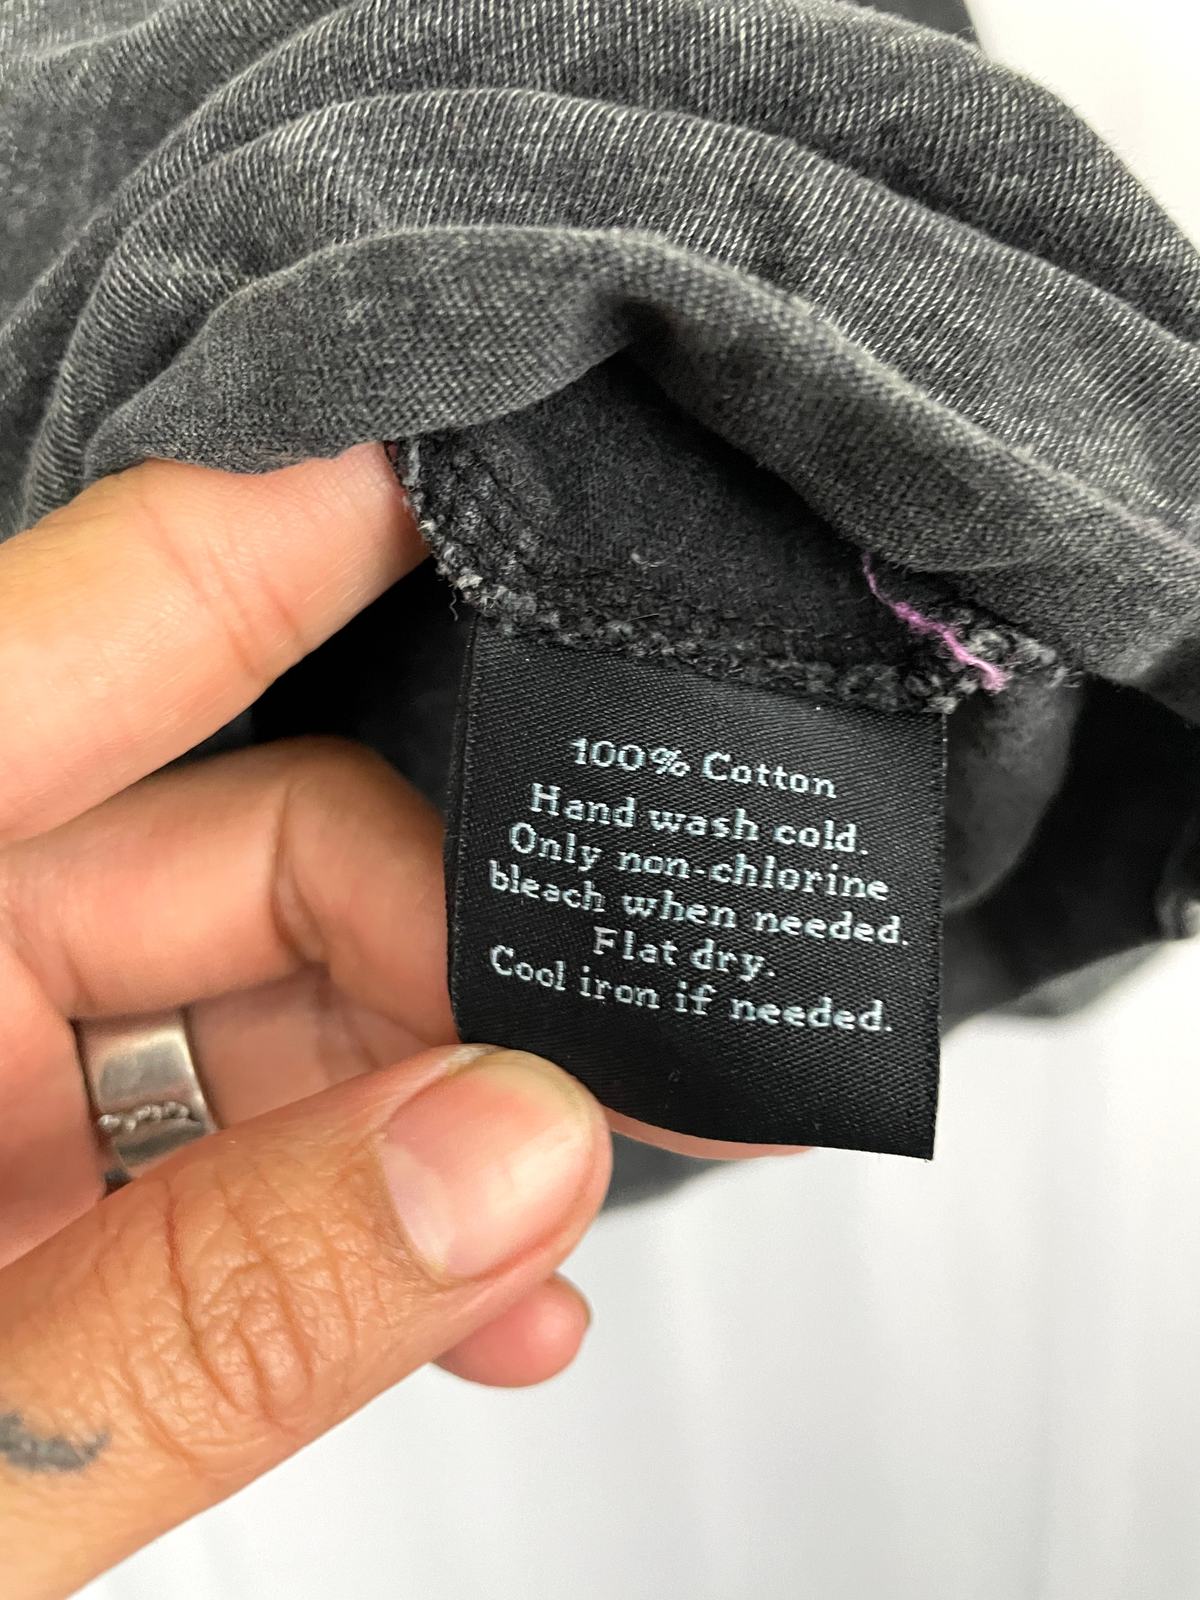 100% Cotton
Hand wash cold.
Only non-chlorine
bleach when needed.
Flat dry.
Cool iron if needed.